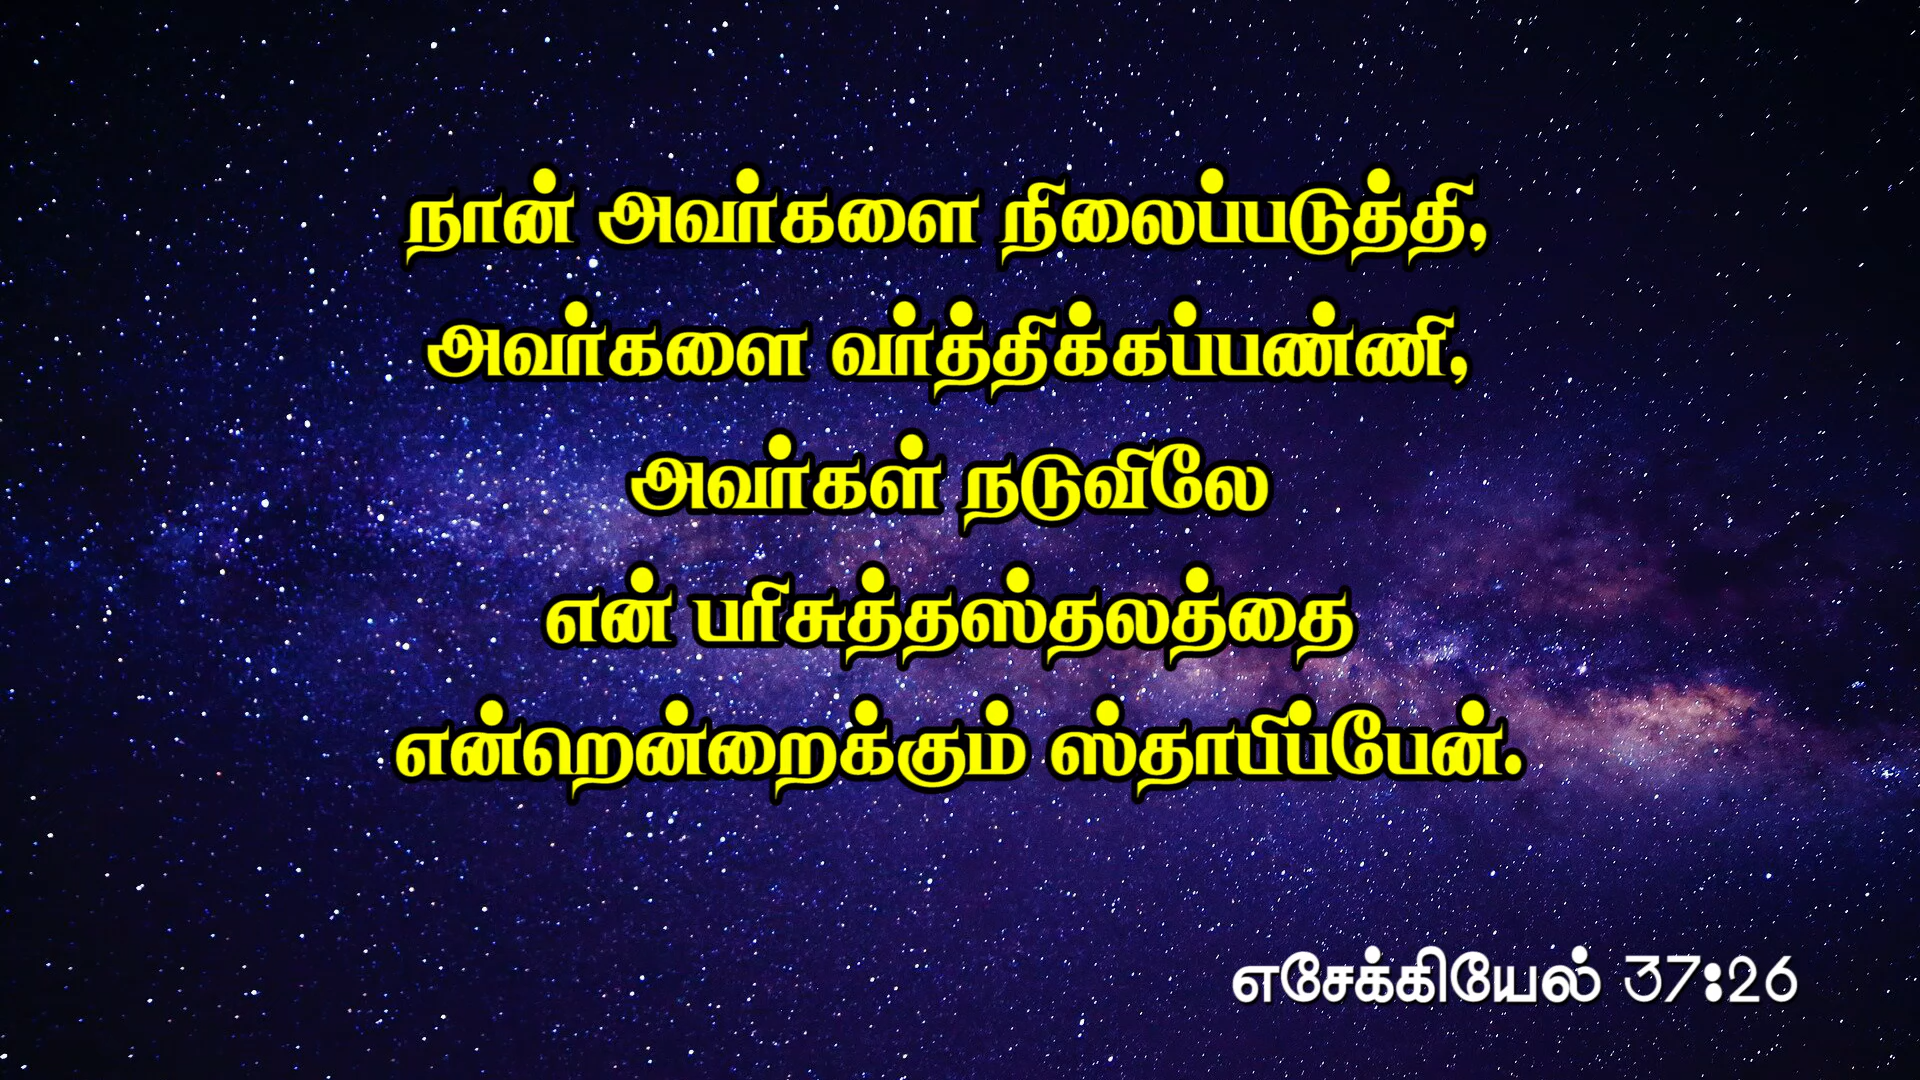 நான் அவர்களை நிலைப்படுத்தி,
அவர்களை வர்த்திக்கப்பண்ணி,
அவர்கள் நடுவிலே
என் பரிசுத்தஸ்தலத்தை
என்றென்றைக்கும் ஸ்தாபிப்பேன்.
எசேக்கியேல் 37:26